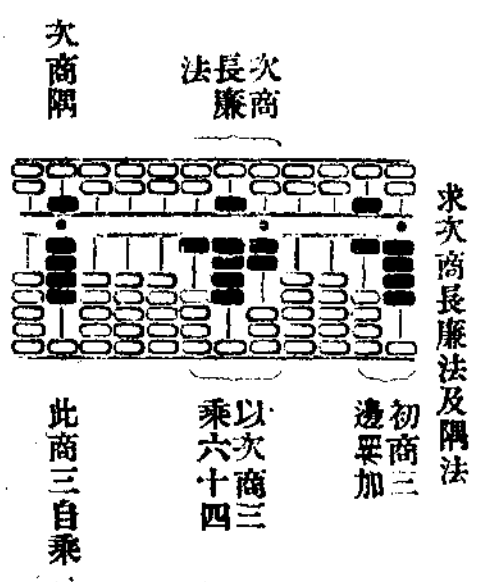 求次商長廉法及隅法
次商
長廉
法
次商隅
初商三
邊加
以次商三
乘六十四
此商三自乘